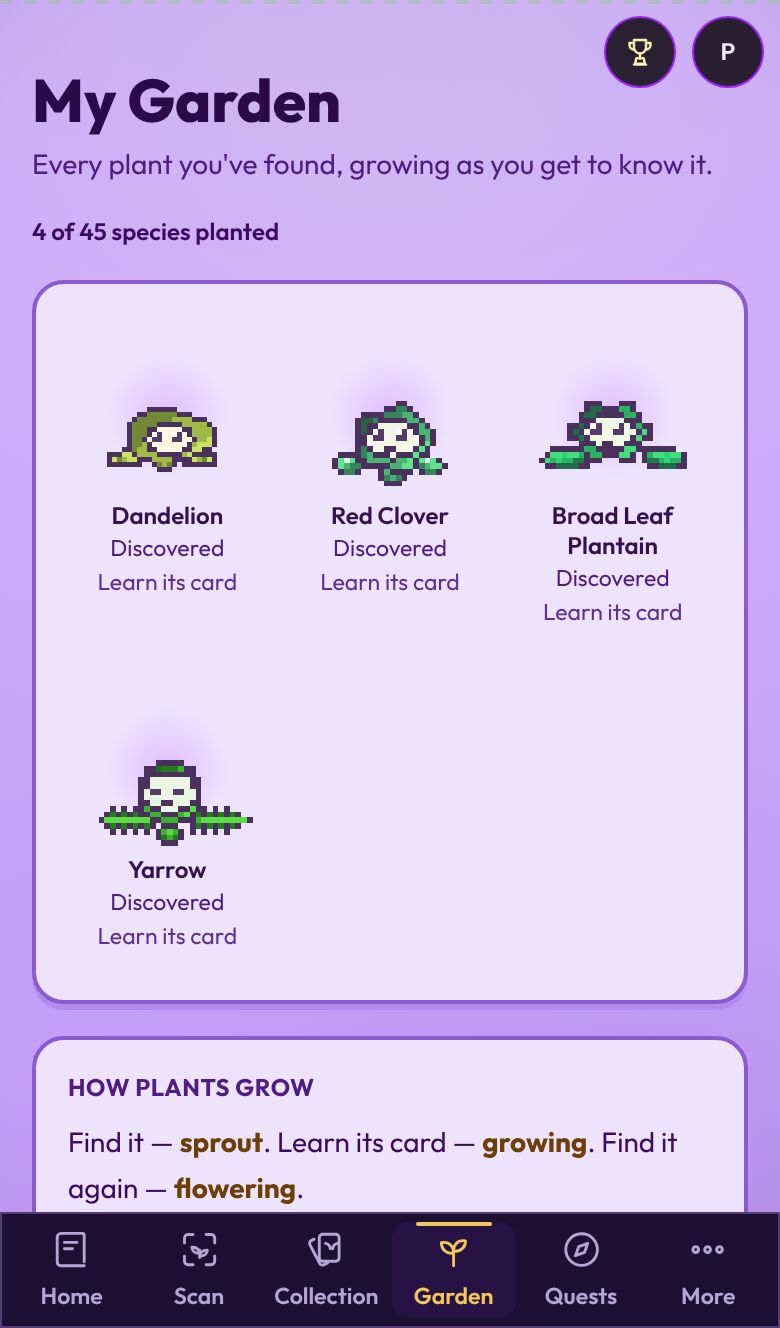 P
My Garden
Every plant you've found, growing as you get to know it.
4 of 45 species planted
Dandelion
Discovered
Learn its card
Red Clover
Discovered
Learn its card
Broad Leaf
Plantain
Discovered
Learn its card
Yarrow
Discovered
Learn its card
HOW PLANTS GROW
Find it — sprout. Learn its card — growing. Find it
again — flowering.
Home
Scan
Collection
Garden
Quests
More